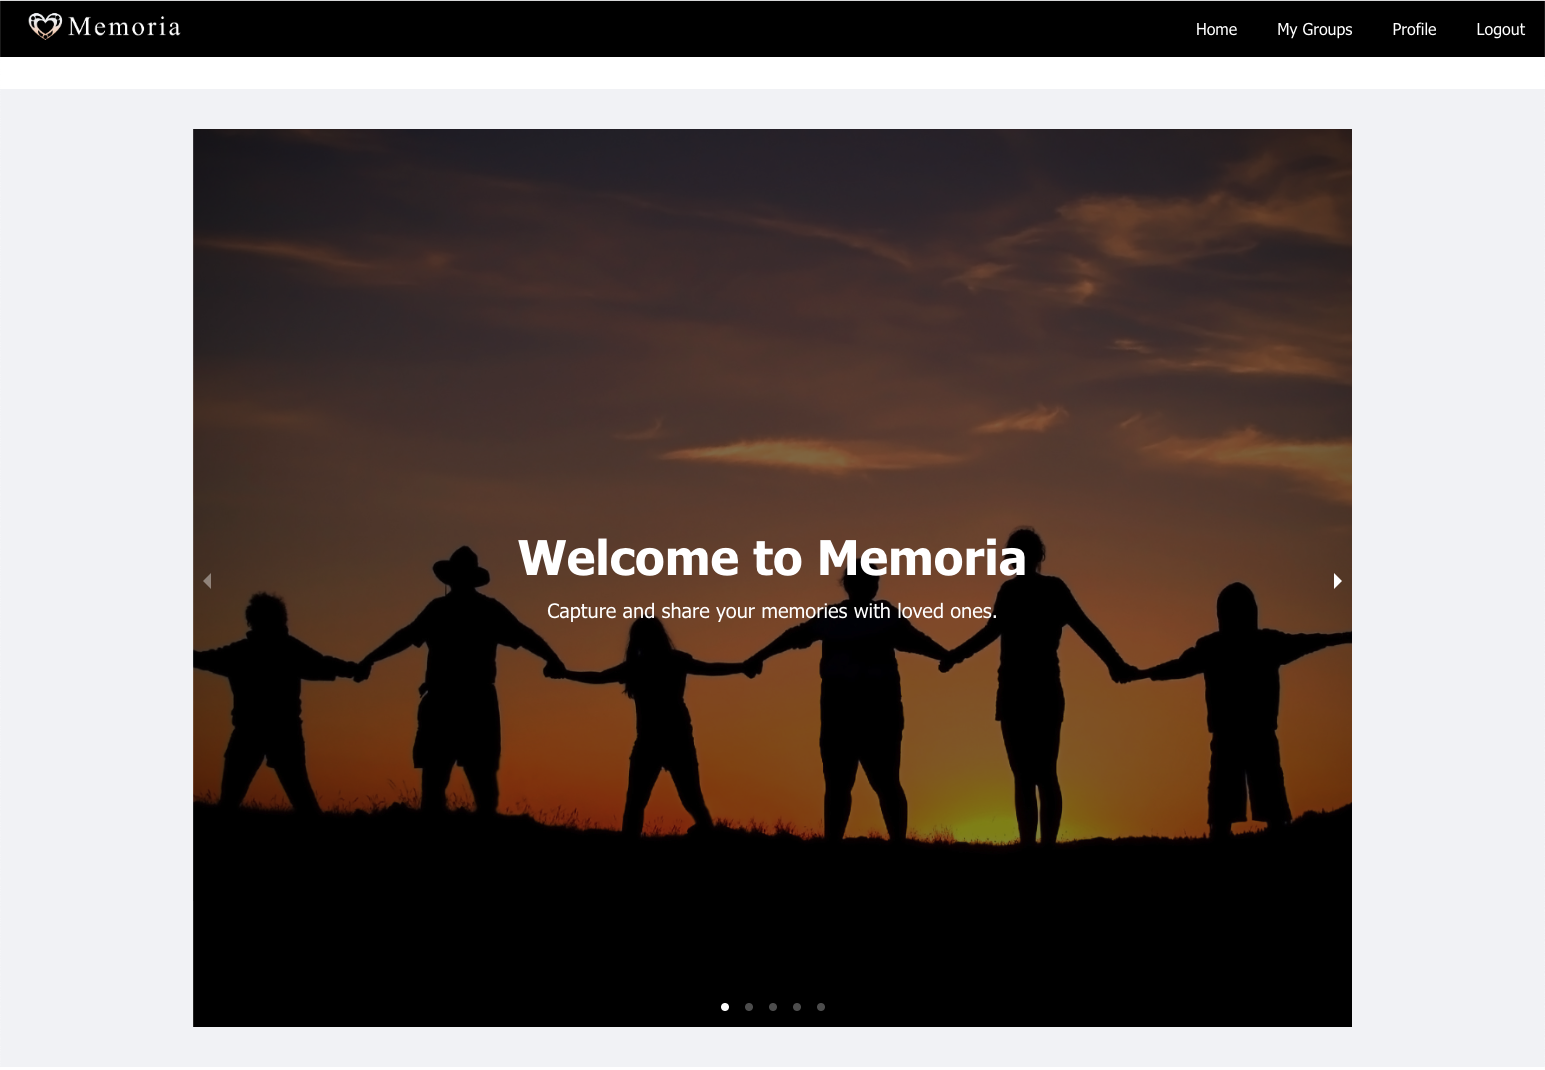 Memoria
Home My Groups Profile Logout
Welcome to Memoria
Capture and share your memories with loved ones.